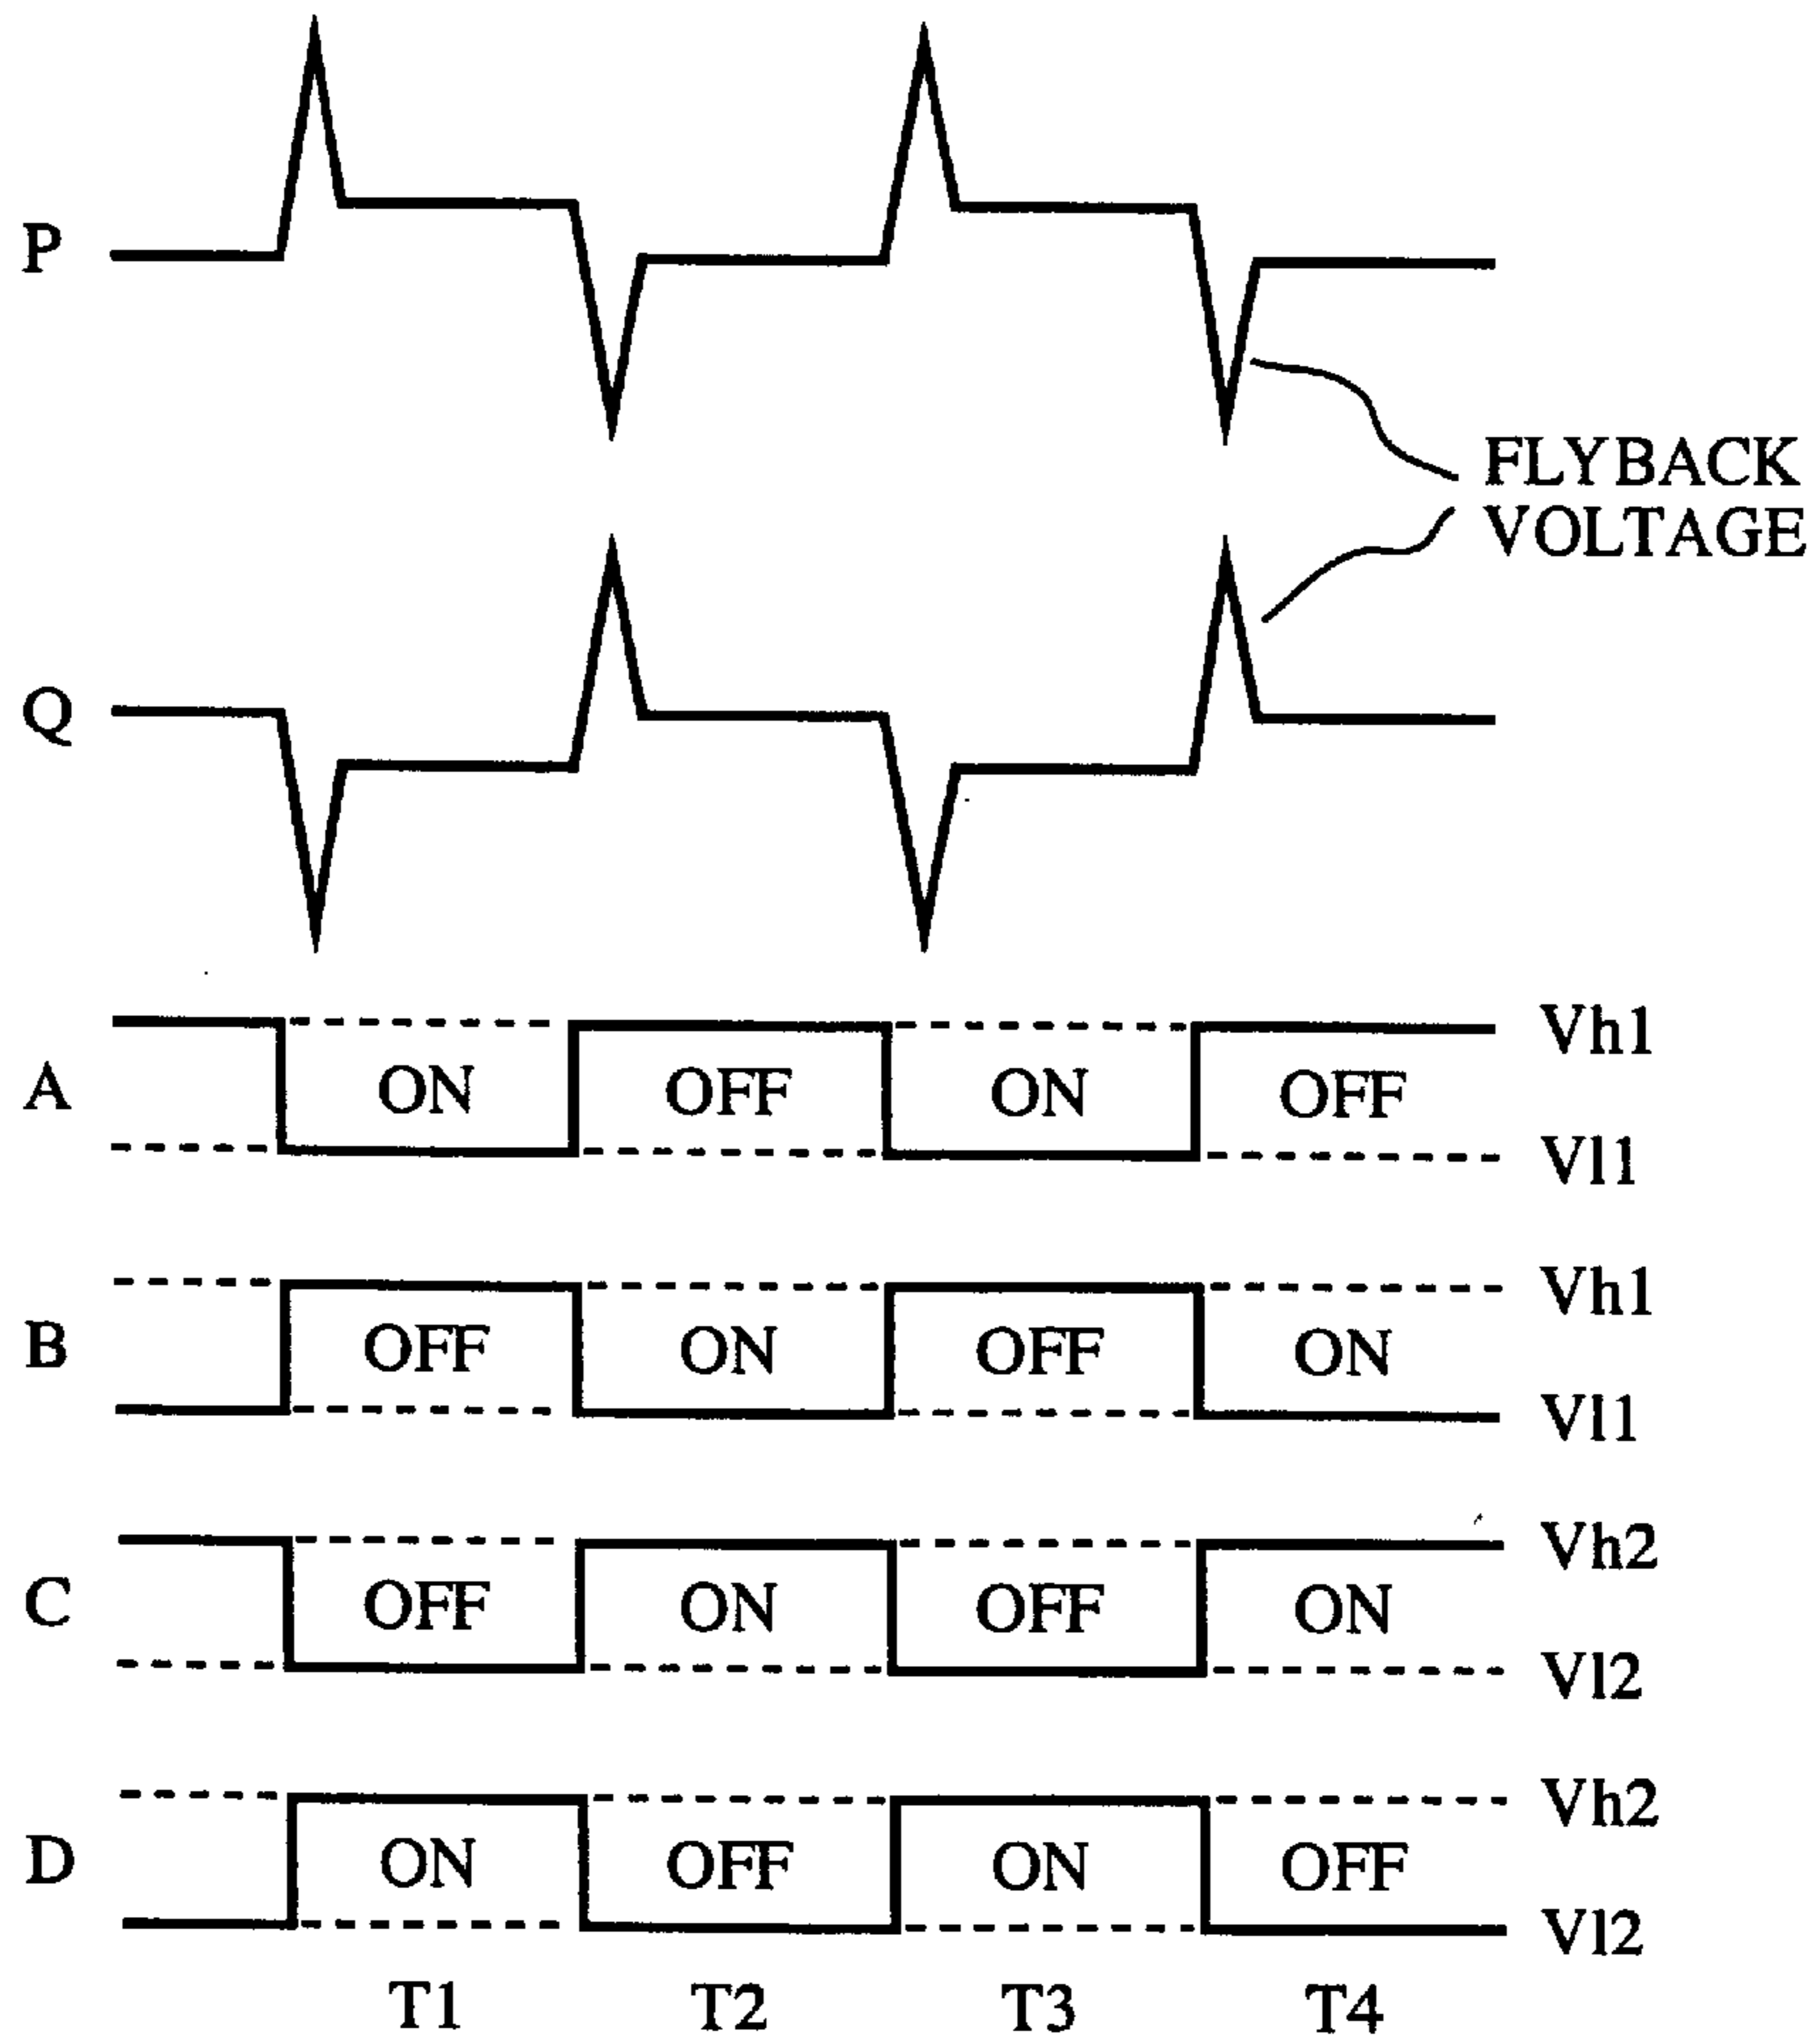 P
FLYBACK
VOLTAGE
Q
Vh1
A ON OFF ON OFF
Vl1
Vh1
B OFF ON OFF ON
Vl1
Vh2
C OFF ON OFF ON
Vl2
Vh2
D ON OFF ON OFF
Vl2
T1 T2 T3 T4